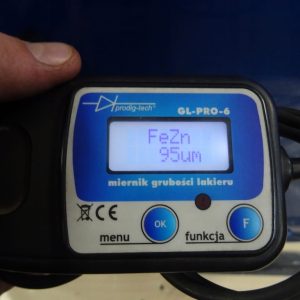 prodig-tech®
GL-PRO-6
FeZn
95um
miernik grubości lakieru
CE
OK
F
menu
funkcja